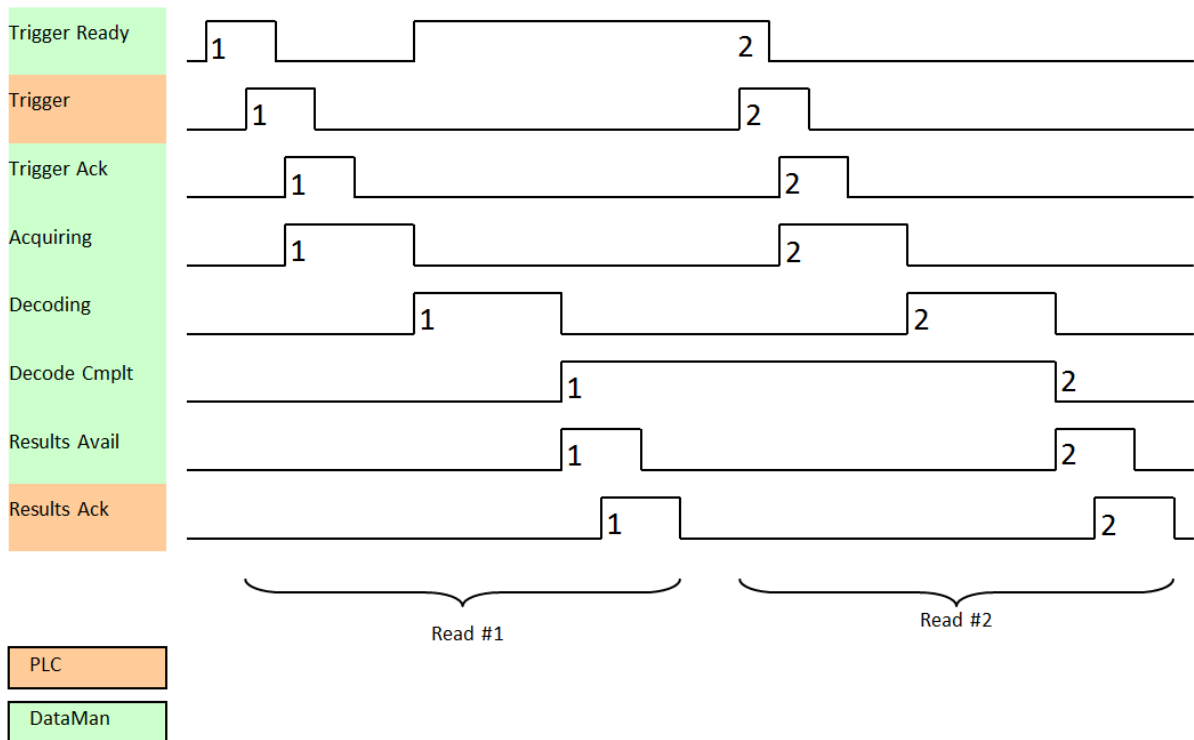 Trigger Ready 1 2
Trigger 1 2
Trigger Ack 1 2
Acquiring 1 2
Decoding 1 2
Decode Cmplt 1 2
Results Avail 1 2
Results Ack 1 2
Read #1 Read #2
PLC
DataMan